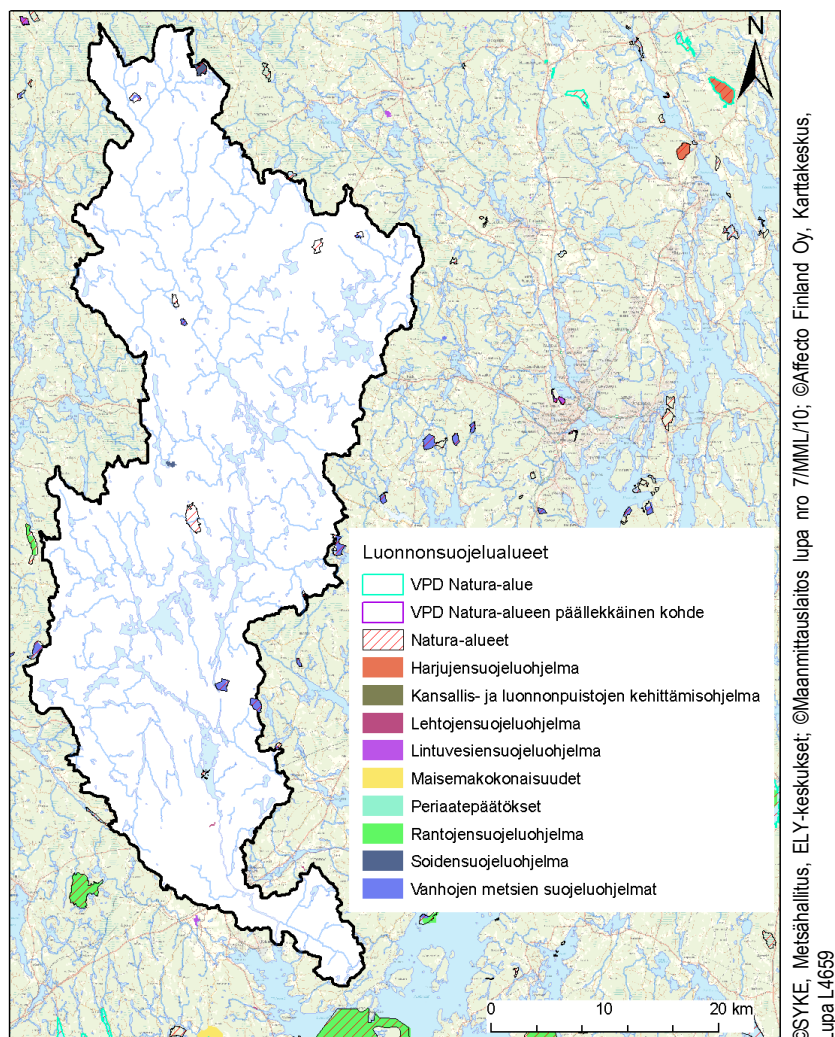 N
Luonnonsuojelualueet
VPD Natura-alue
VPD Natura-alueen päällekkäinen kohde
Natura-alueet
Harjujensuojeluohjelma
Kansallis- ja luonnonpuistojen kehittämisohjelma
Lehtojensuojeluohjelma
Lintuvesiensuojeluohjelma
Maisemakokonaisuudet
Periaatepäätökset
Rantojensuojeluohjelma
Soidensuojeluohjelma
Vanhojen metsien suojeluohjelmat
0 10 20 km
©SYKE, Metsähallitus, ELY-keskukset; ©Maanmittauslaitos lupa nro 7/MML/10; ©Affecto Finland Oy, Karttakeskus,
Lupa L4659